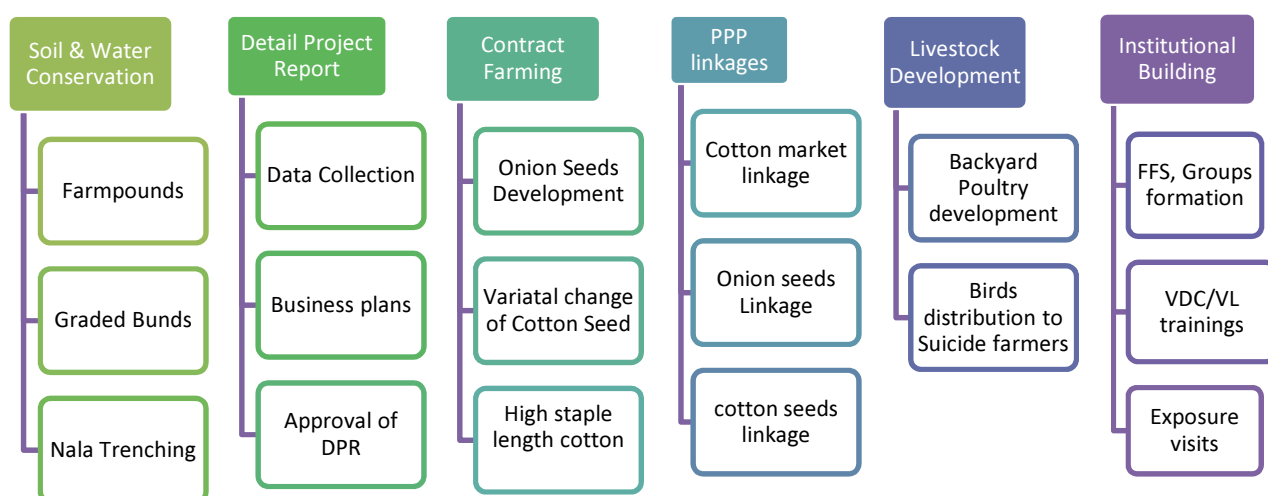 Soil & Water
Conservation
Farmpounds
Graded Bunds
Nala Trenching
Detail Project
Report
Data Collection
Business plans
Approval of
DPR
Contract
Farming
Onion Seeds
Development
Variatal change
of Cotton Seed
High staple
length cotton
PPP
linkages
Cotton market
linkage
Onion seeds
Linkage
cotton seeds
linkage
Livestock
Development
Backyard
Poultry
development
Birds
distribution to
Suicide farmers
Institutional
Building
FFS, Groups
formation
VDC/VL
trainings
Exposure
visits